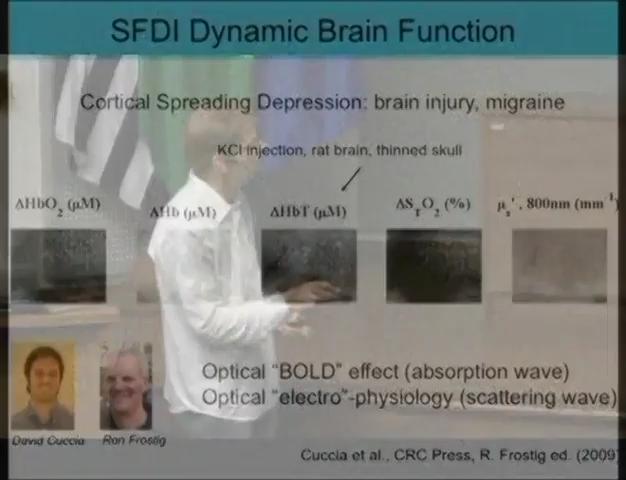 SFDI Dynamic Brain Function
Cortical Spreading Depression: brain injury, migraine
KCl injection, rat brain, thinned skull
ΔHbO₂ (μM) ΔHb (μM) ΔHbT (μM) ΔSₜO₂ (%) μₛ', 800nm (mm⁻¹)
Optical "BOLD" effect (absorption wave)
Optical "electro"-physiology (scattering wave)
David Cuccia Ron Frostig
Cuccia et al., CRC Press, R. Frostig ed. (2009)